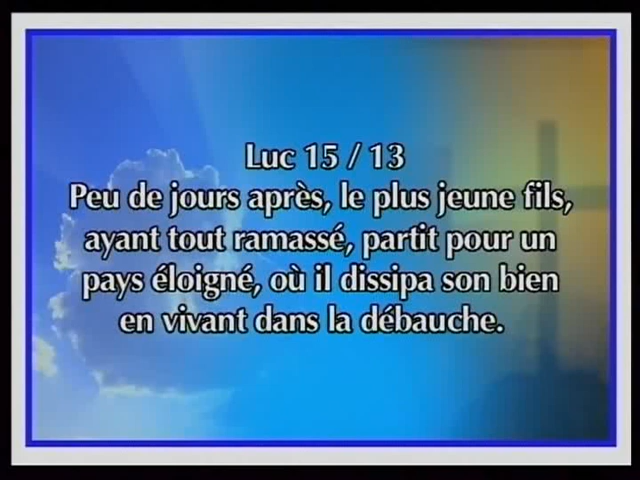 Luc 15 / 13
Peu de jours après, le plus jeune fils,
ayant tout ramassé, partit pour un
pays éloigné, où il dissipa son bien
en vivant dans la débauche.